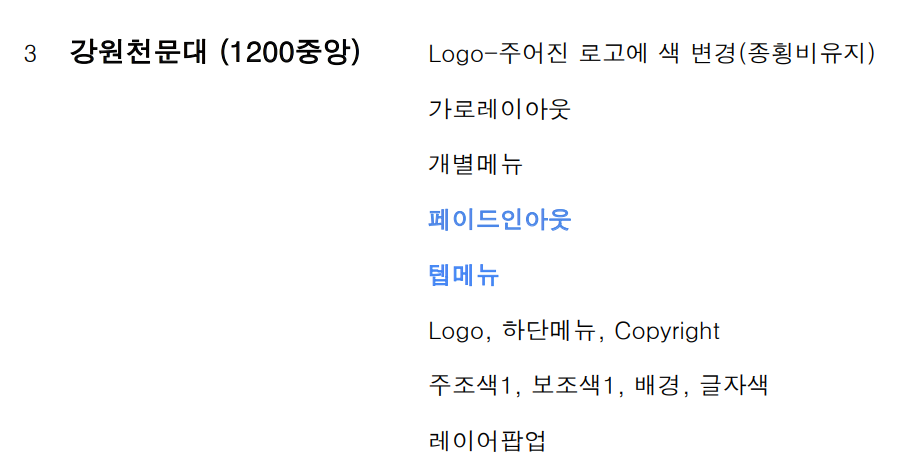 3 강원천문대 (1200중앙) Logo-주어진 로고에 색 변경(종횡비유지)
가로레이아웃
개별메뉴
페이드인아웃
텝메뉴
Logo, 하단메뉴, Copyright
주조색1, 보조색1, 배경, 글자색
레이어팝업